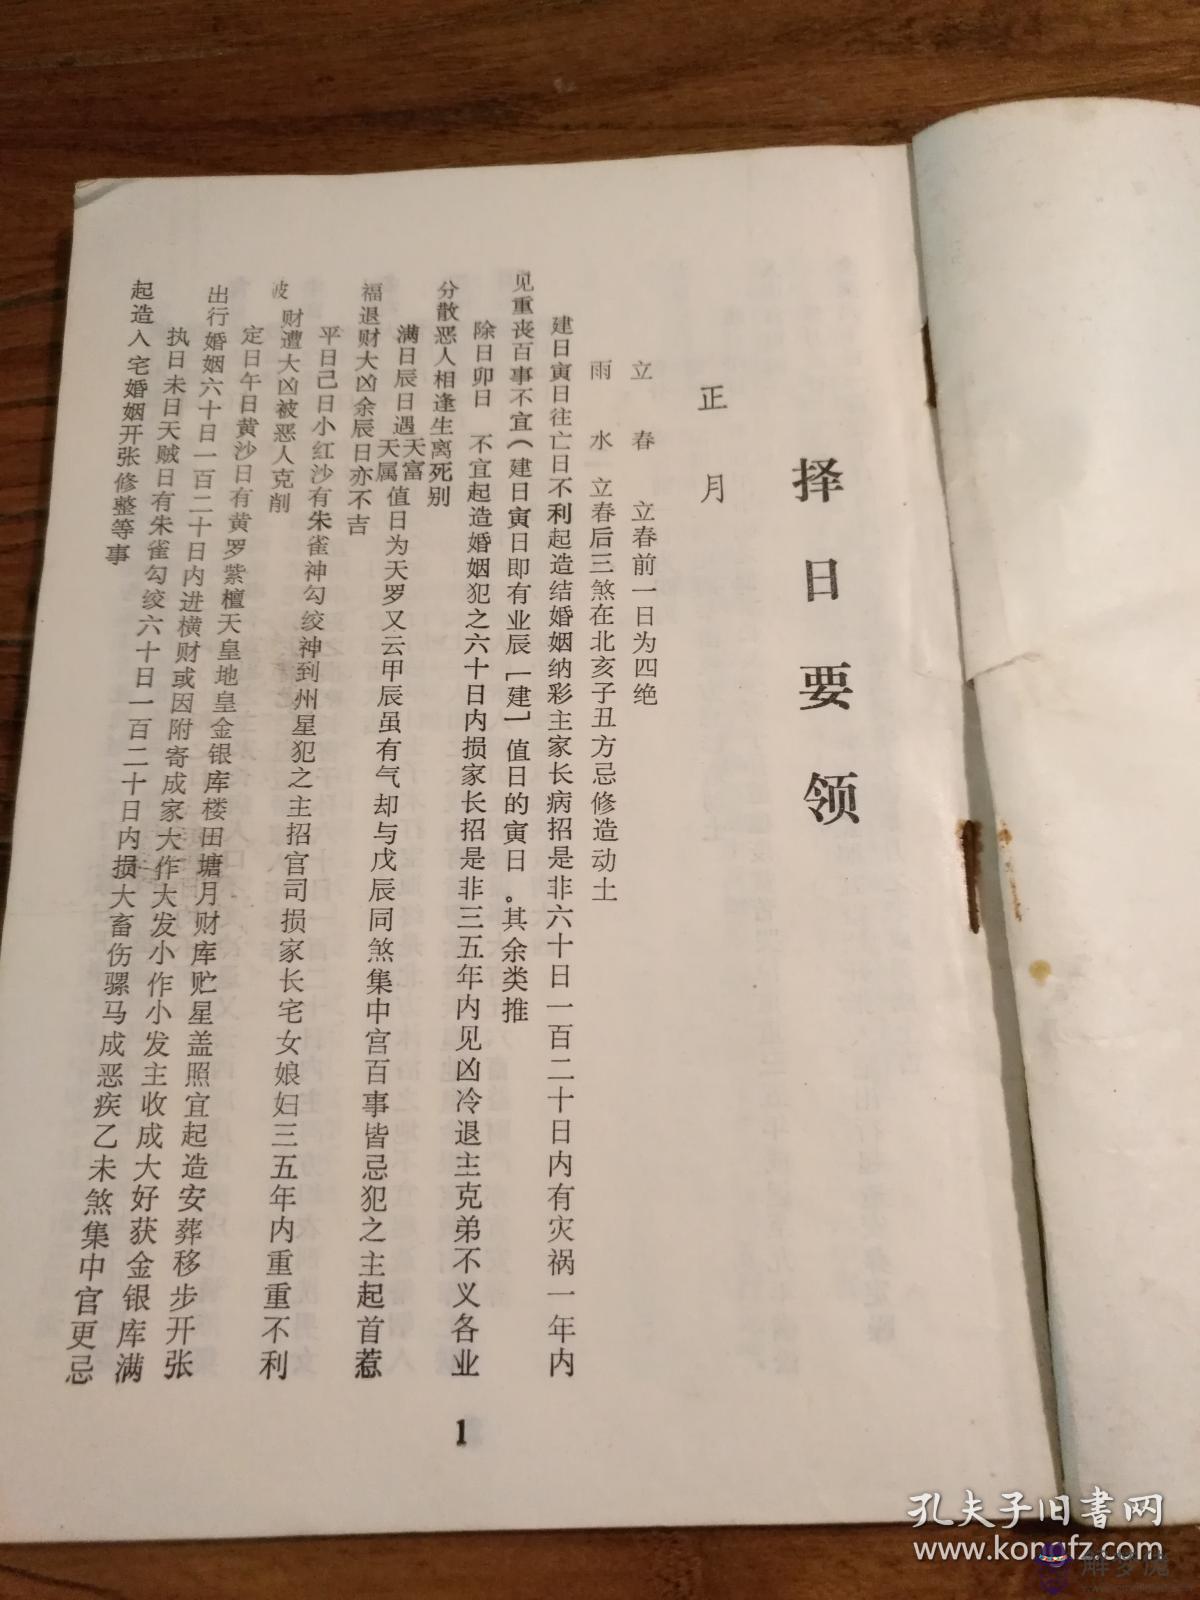 择日要领
正月
立春 立春前一日为四绝
雨水 立春后三煞在北亥子丑方忌修造动土
建日寅日往亡日不利起造结婚姻纳彩主家长病招是非六十日一百二十日内有灾祸一年内
见重丧百事不宜(建日寅日即有业辰[建]值日的寅日。其余类推
除日卯日 不宜起造婚姻犯之六十日内损家长招是非三五年内见凶冷退主克弟不义各业
分散恶人相逢生离死别
满日辰日遇天富天属值日为天罗又云甲辰虽有气却与戊辰同煞集中宫百事皆忌犯之主起首惹
福退财大凶余辰日亦不吉
平日己日小红沙有朱雀神勾绞神到州星犯之主招官司损家长宅女娘妇三五年内重重不利
波财遭大凶被恶人克削
定日午日黄沙日有黄罗紫檀天皇地皇金银库楼田塘月财库贮星盖照宜起造安葬移步开张
出行婚姻六十日一百二十日内进横财或因附寄成家大作大发小作小发主收成大好获金银库满
执日未日天贼日有朱雀勾绞六十日一百二十日内损大畜伤骡马成恶疾乙未煞集中官更忌
起造入宅婚姻开张修整等事
1
孔夫子旧书网
www.kongfz.com
解梦佬